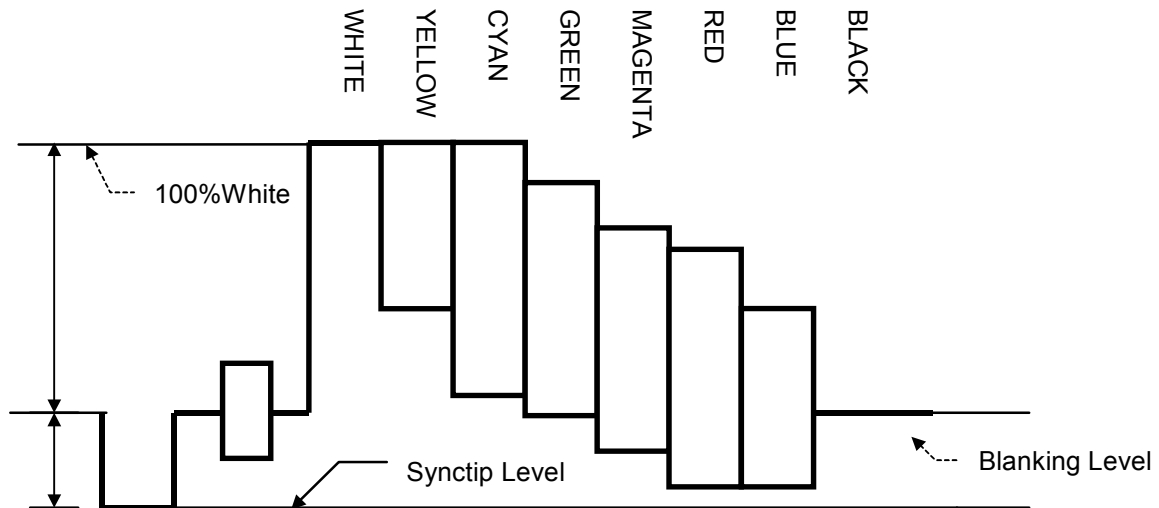 WHITE
YELLOW
CYAN
GREEN
MAGENTA
RED
BLUE
BLACK
100%White
Synctip Level
Blanking Level